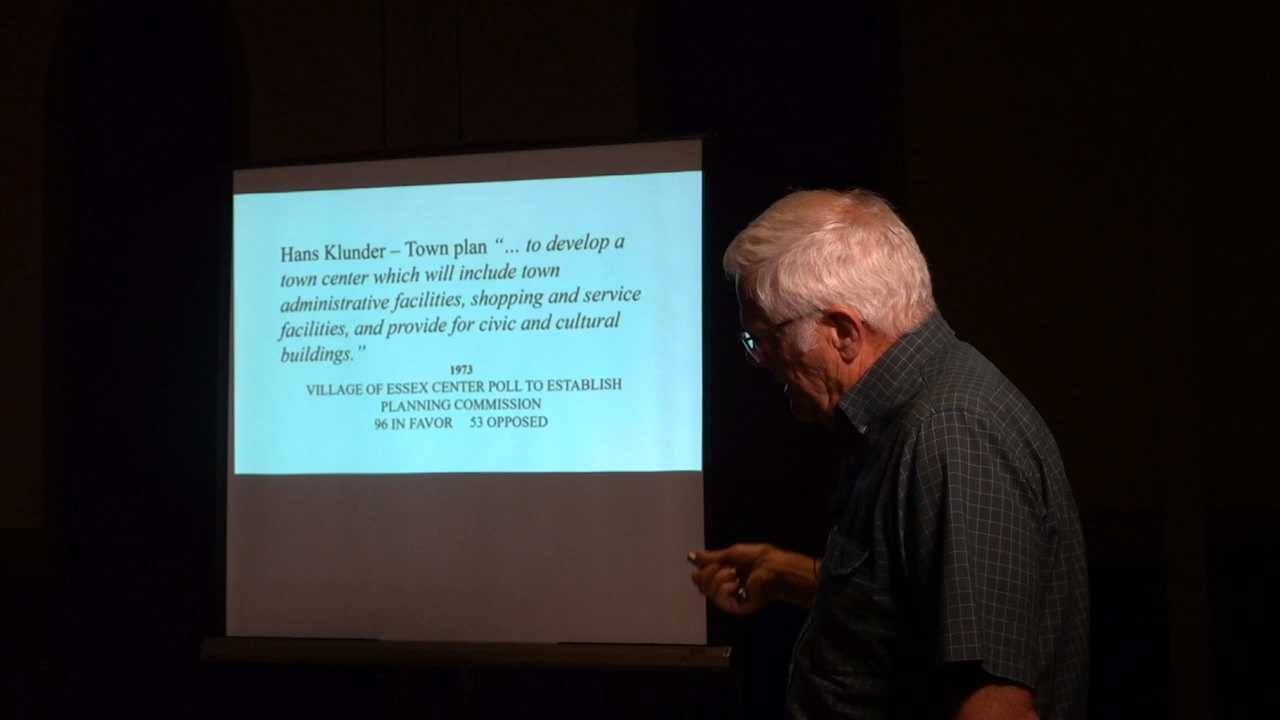 Hans Klunder – Town plan “... to develop a
town center which will include town
administrative facilities, shopping and service
facilities, and provide for civic and cultural
buildings.”
1973
VILLAGE OF ESSEX CENTER POLL TO ESTABLISH
PLANNING COMMISSION
96 IN FAVOR 53 OPPOSED